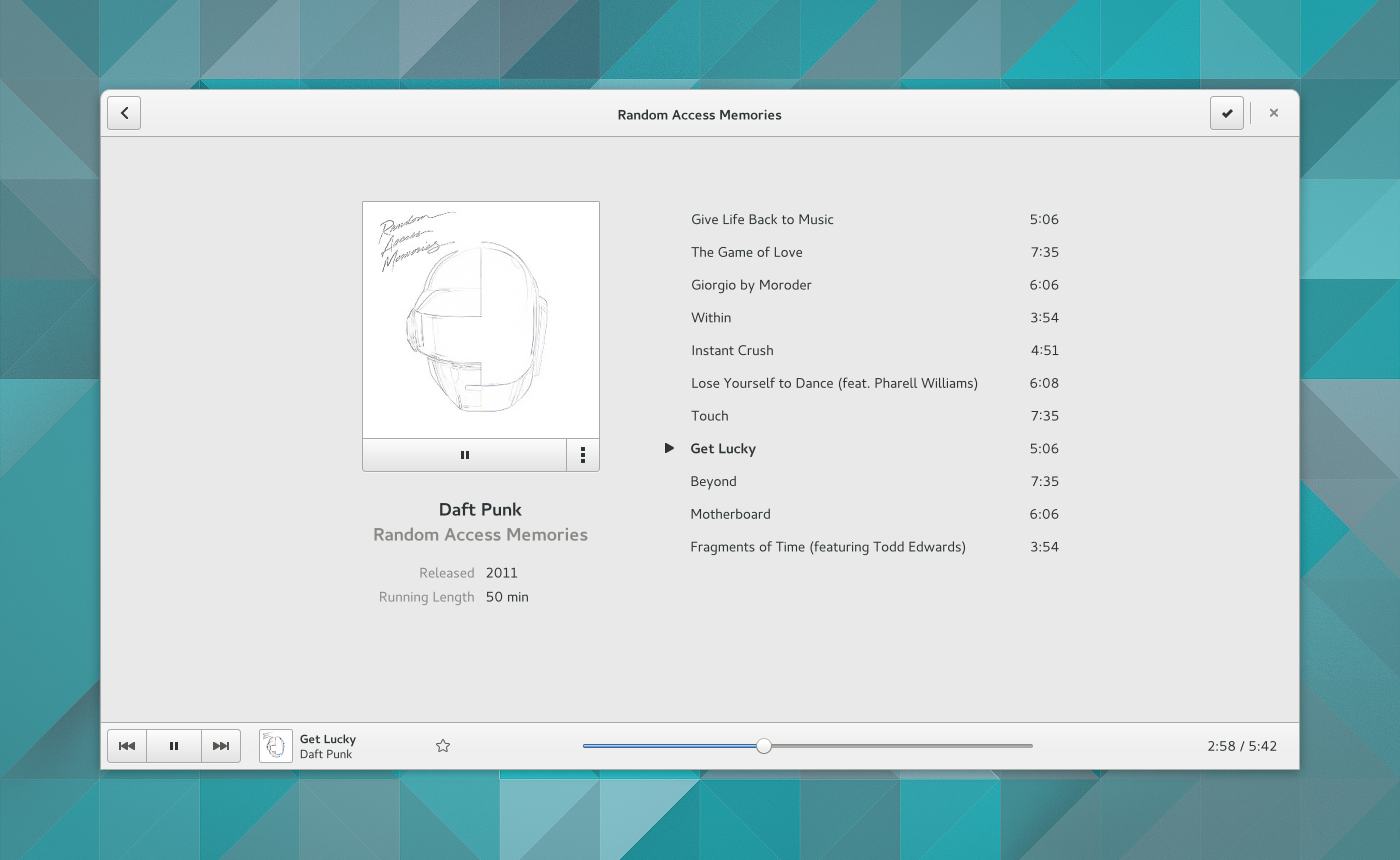 Random Access Memories
Random
Access
Memories
Give Life Back to Music 5:06
The Game of Love 7:35
Giorgio by Moroder 6:06
Within 3:54
Instant Crush 4:51
Lose Yourself to Dance (feat. Pharell Williams) 6:08
Touch 7:35
Get Lucky 5:06
Beyond 7:35
Motherboard 6:06
Fragments of Time (featuring Todd Edwards) 3:54
Daft Punk
Random Access Memories
Released 2011
Running Length 50 min
Get Lucky
Daft Punk
2:58 / 5:42